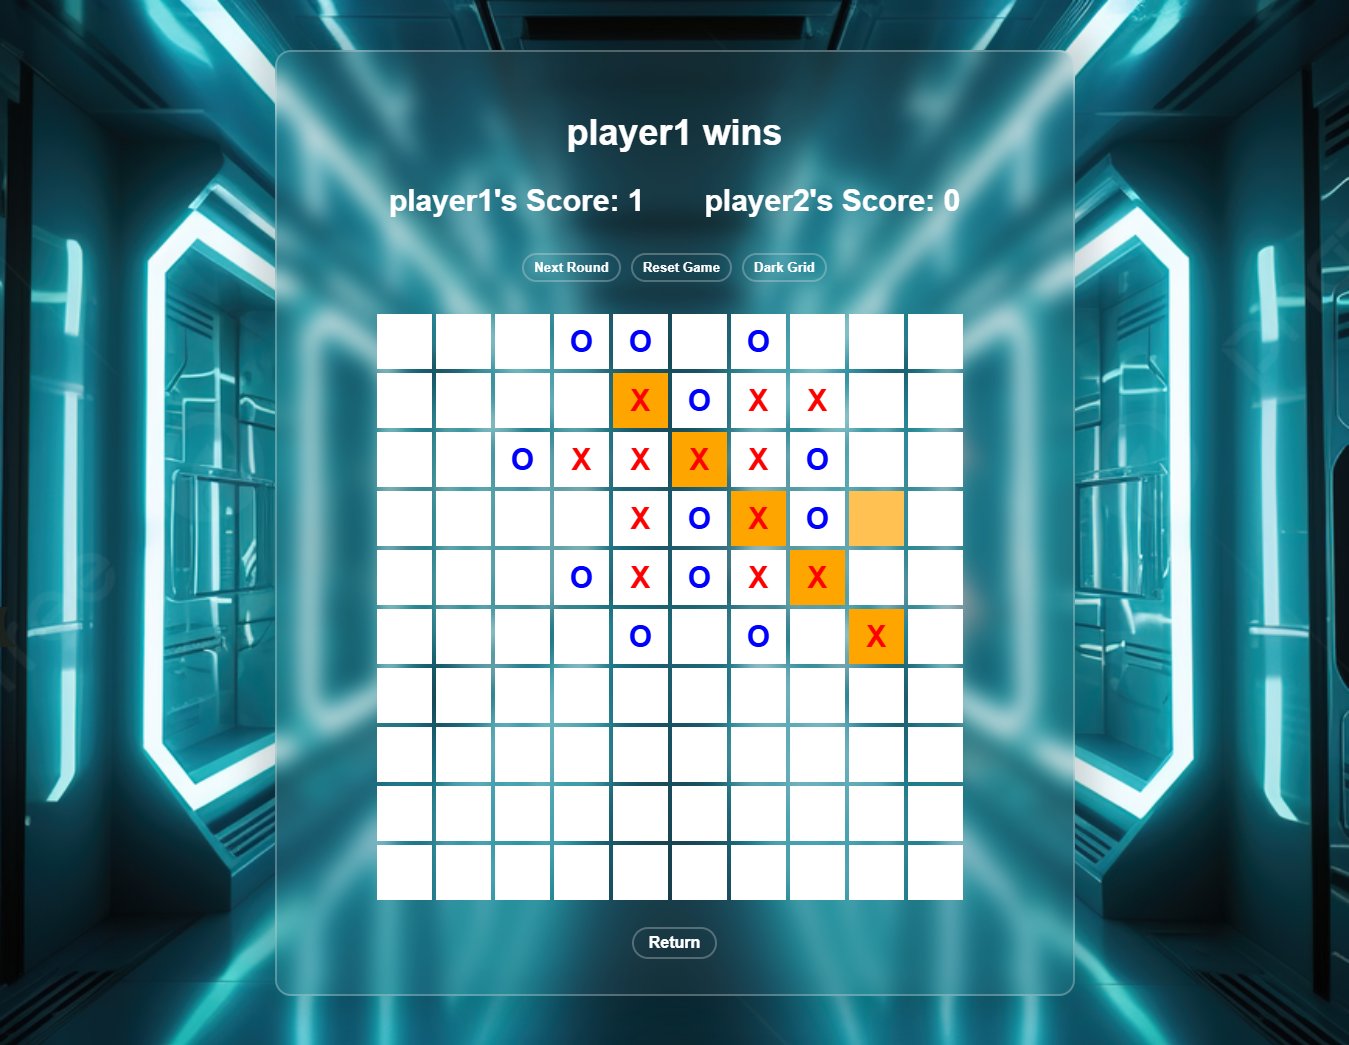 player1 wins
player1's Score: 1 player2's Score: 0
Next Round Reset Game Dark Grid
O O O
X O X X
O X X X X O
X O X O
O X O X X
O O X
Return